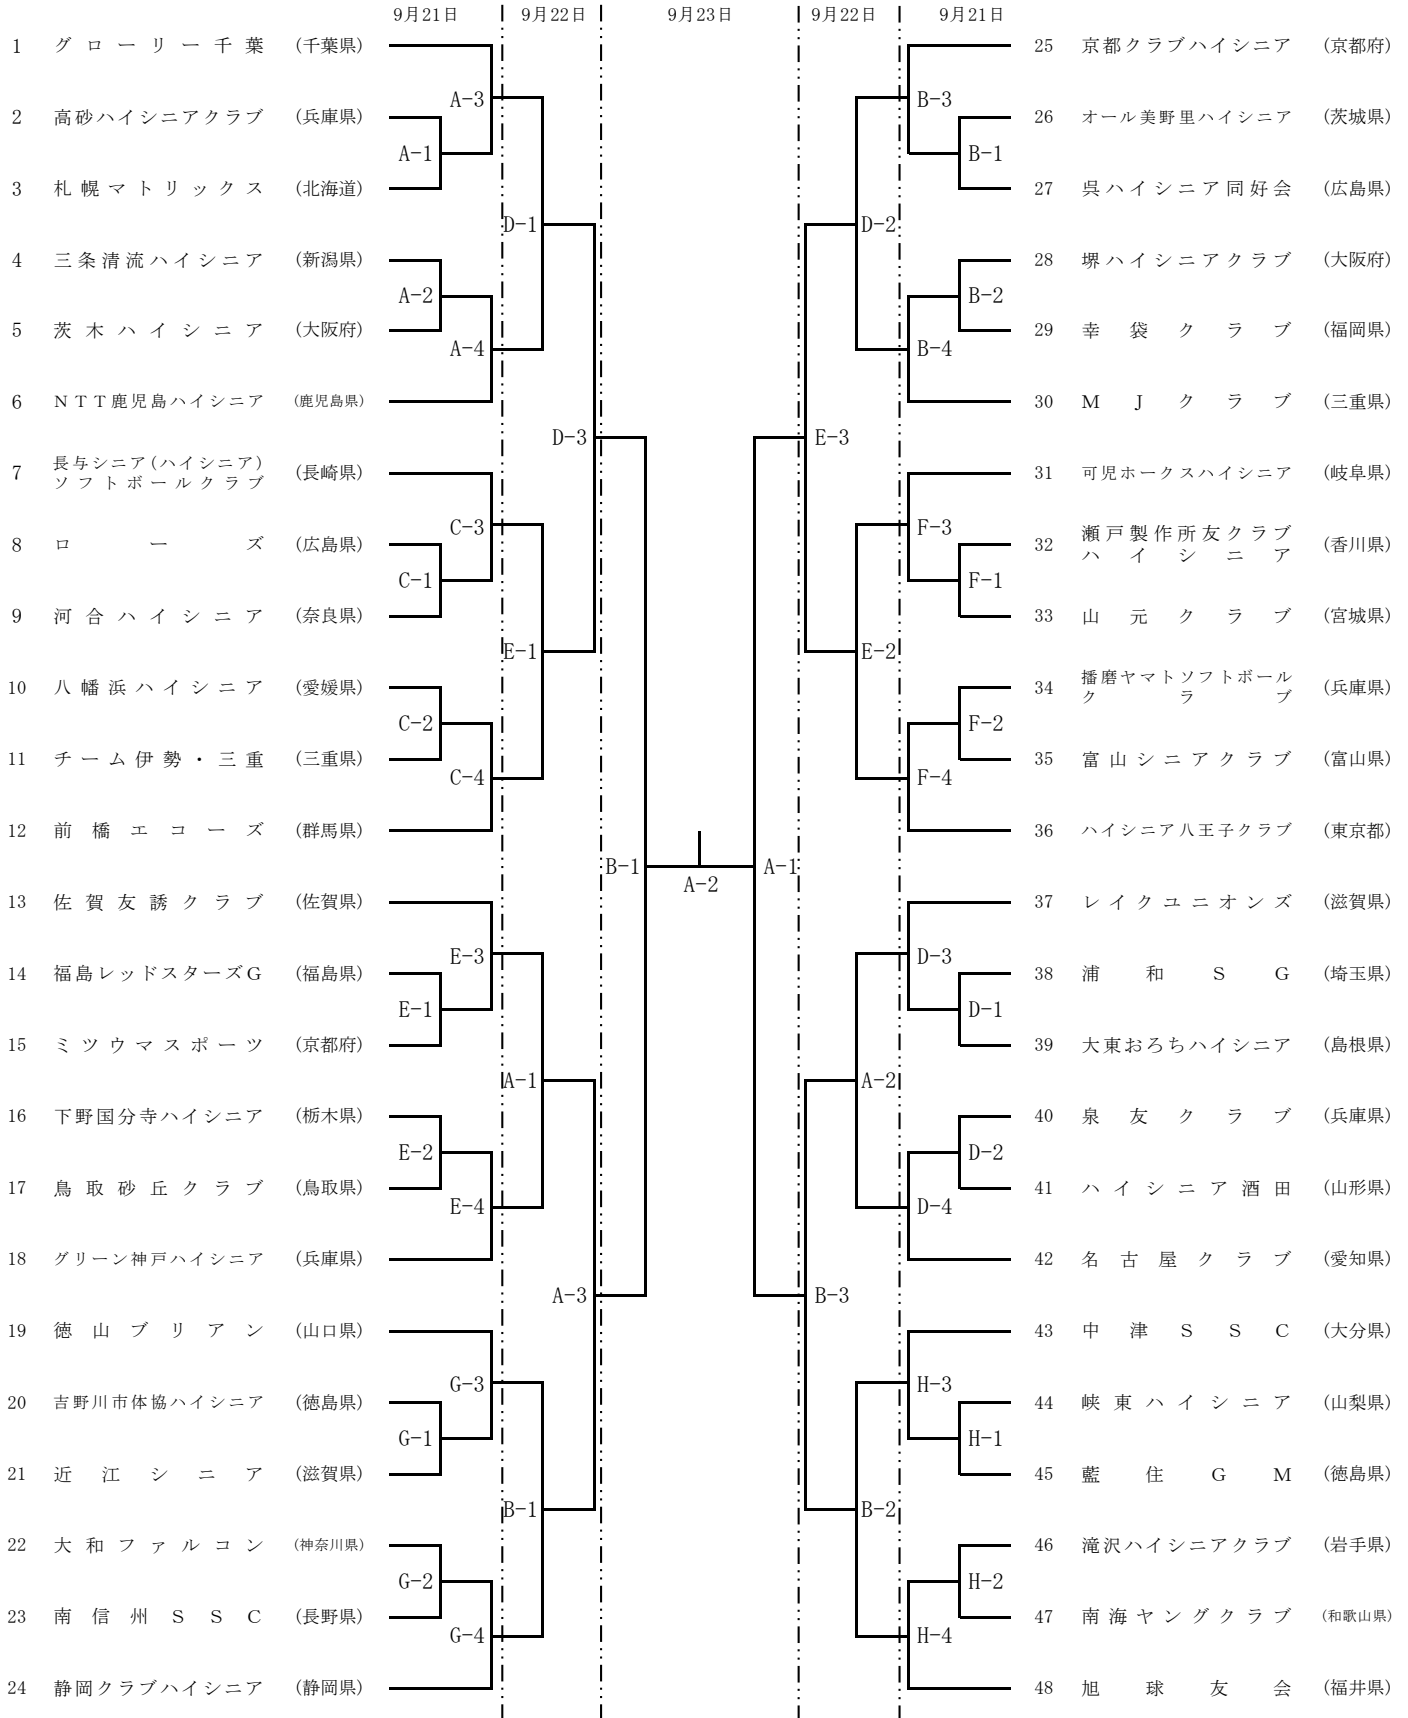 9月21日 9月22日 9月23日 9月22日 9月21日
1 グローリー千葉 (千葉県) 25 京都クラブハイシニア (京都府)
A-3 B-3
2 高砂ハイシニアクラブ (兵庫県) 26 オール美野里ハイシニア (茨城県)
A-1 B-1
3 札幌マトリックス (北海道) 27 呉ハイシニア同好会 (広島県)
D-1 D-2
4 三条清流ハイシニア (新潟県) 28 堺ハイシニアクラブ (大阪府)
A-2 B-2
5 茨木ハイシニア (大阪府) 29 幸袋クラブ (福岡県)
A-4 B-4
6 NTT鹿児島ハイシニア (鹿児島県) 30 MJクラブ (三重県)
D-3 E-3
7 長与シニア(ハイシニア)
ソフトボールクラブ (長崎県) 31 可児ホークスハイシニア (岐阜県)
C-3 F-3
8 ローズ (広島県) 32 瀬戸製作所友クラブ
ハイシニア (香川県)
C-1 F-1
9 河合ハイシニア (奈良県) 33 山元クラブ (宮城県)
E-1 E-2
10 八幡浜ハイシニア (愛媛県) 34 播磨ヤマトソフトボール
クラブ (兵庫県)
C-2 F-2
11 チーム伊勢・三重 (三重県) 35 富山シニアクラブ (富山県)
C-4 F-4
12 前橋エコーズ (群馬県) 36 ハイシニア八王子クラブ (東京都)
B-1 A-1
A-2
13 佐賀友誘クラブ (佐賀県) 37 レイクユニオンズ (滋賀県)
E-3 D-3
14 福島レッドスターズG (福島県) 38 浦和SG (埼玉県)
E-1 D-1
15 ミツウマスポーツ (京都府) 39 大東おろちハイシニア (島根県)
A-1 A-2
16 下野国分寺ハイシニア (栃木県) 40 泉友クラブ (兵庫県)
E-2 D-2
17 鳥取砂丘クラブ (鳥取県) 41 ハイシニア酒田 (山形県)
E-4 D-4
18 グリーン神戸ハイシニア (兵庫県) 42 名古屋クラブ (愛知県)
A-3 B-3
19 徳山ブリアン (山口県) 43 中津SSC (大分県)
G-3 H-3
20 吉野川市体協ハイシニア (徳島県) 44 峡東ハイシニア (山梨県)
G-1 H-1
21 近江シニア (滋賀県) 45 藍住GM (徳島県)
B-1 B-2
22 大和ファルコン (神奈川県) 46 滝沢ハイシニアクラブ (岩手県)
G-2 H-2
23 南信州SSC (長野県) 47 南海ヤングクラブ (和歌山県)
G-4 H-4
24 静岡クラブハイシニア (静岡県) 48 旭球友会 (福井県)